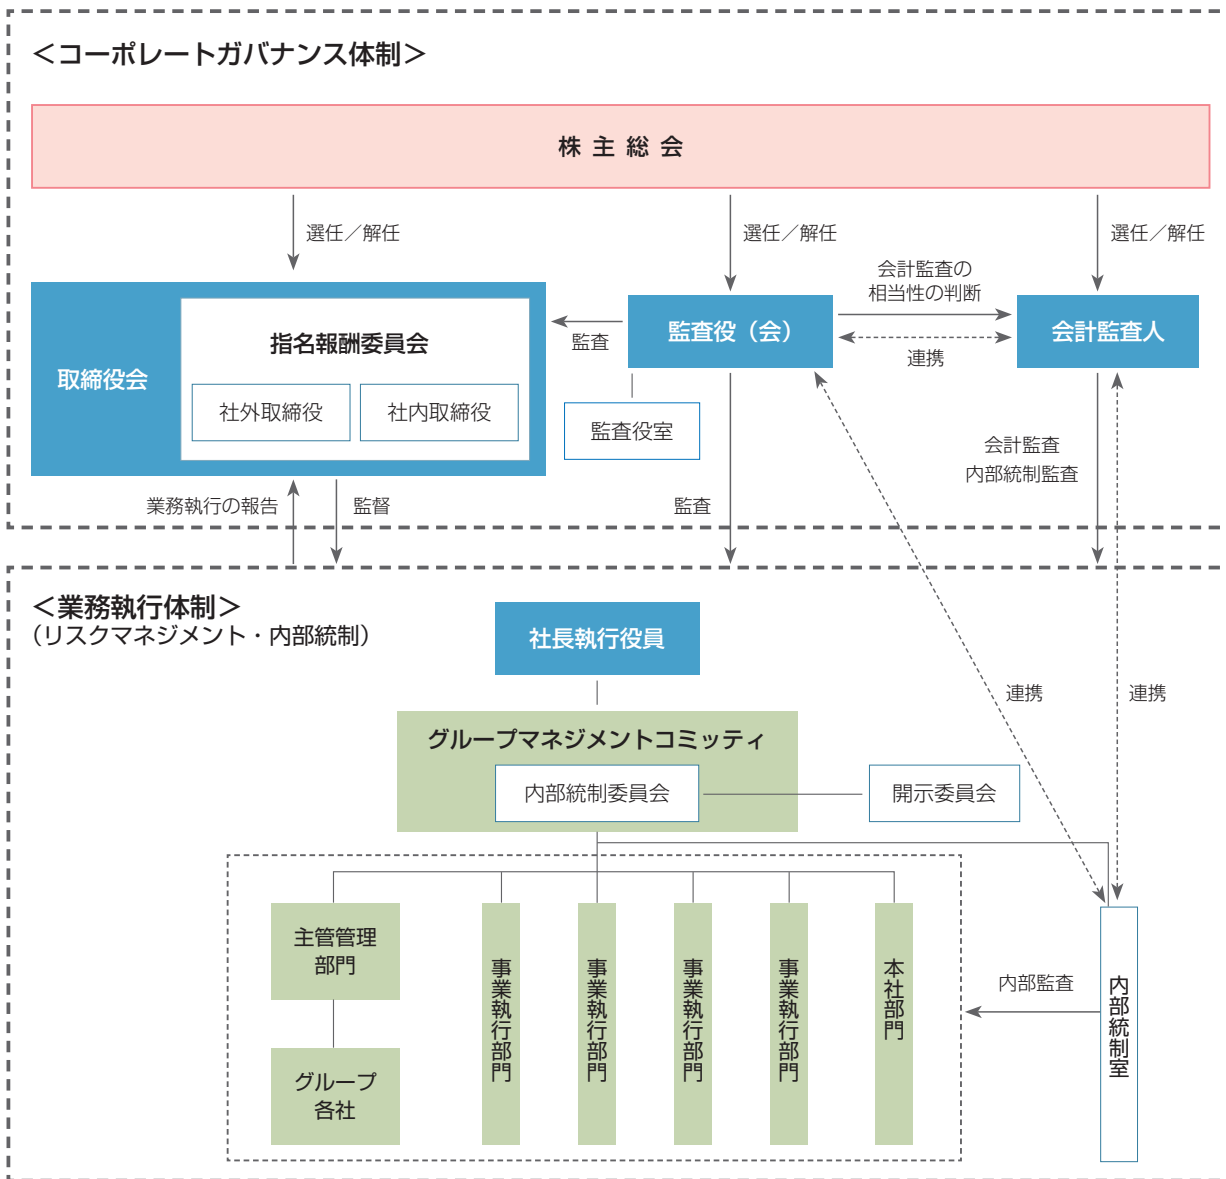 ＜コーポレートガバナンス体制＞
株主総会
選任／解任
選任／解任
選任／解任
会計監査の
相当性の判断
取締役会
指名報酬委員会
社外取締役
社内取締役
監査
監査役（会）
連携
会計監査人
監査役室
会計監査
内部統制監査
業務執行の報告
監督
監査
＜業務執行体制＞
（リスクマネジメント・内部統制）
社長執行役員
連携
連携
グループマネジメントコミッティ
内部統制委員会
開示委員会
主管管理
部門
グループ
各社
事業執行部門
事業執行部門
事業執行部門
事業執行部門
本社部門
内部監査
内部統制室